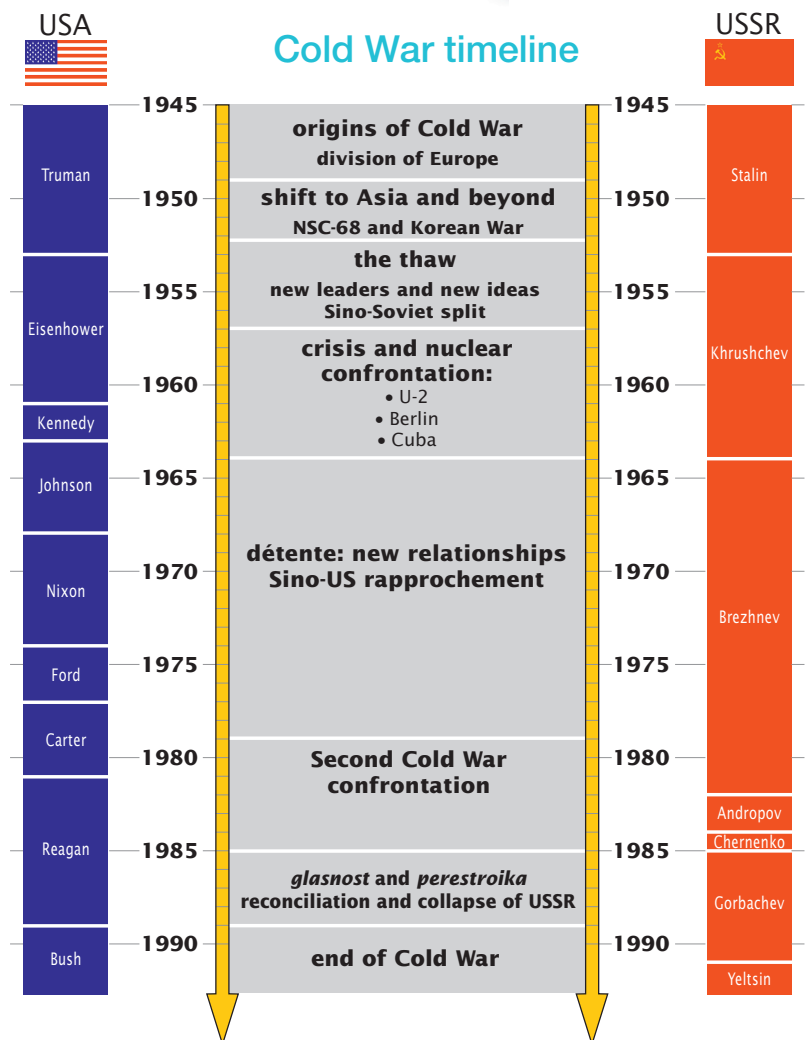 USA
USSR
Cold War timeline
1945
origins of Cold War
division of Europe
1945
Truman
Stalin
1950
shift to Asia and beyond
NSC-68 and Korean War
1950
the thaw
new leaders and new ideas
Sino-Soviet split
1955
1955
Eisenhower
Khrushchev
crisis and nuclear
confrontation:
• U-2
• Berlin
• Cuba
1960
1960
Kennedy
1965
1965
Johnson
détente: new relationships
Sino-US rapprochement
1970
1970
Nixon
Brezhnev
1975
1975
Ford
Carter
1980
Second Cold War
confrontation
1980
Andropov
Chernenko
1985
1985
Reagan
glasnost and perestroika
reconciliation and collapse of USSR
Gorbachev
1990
1990
Bush
end of Cold War
Yeltsin